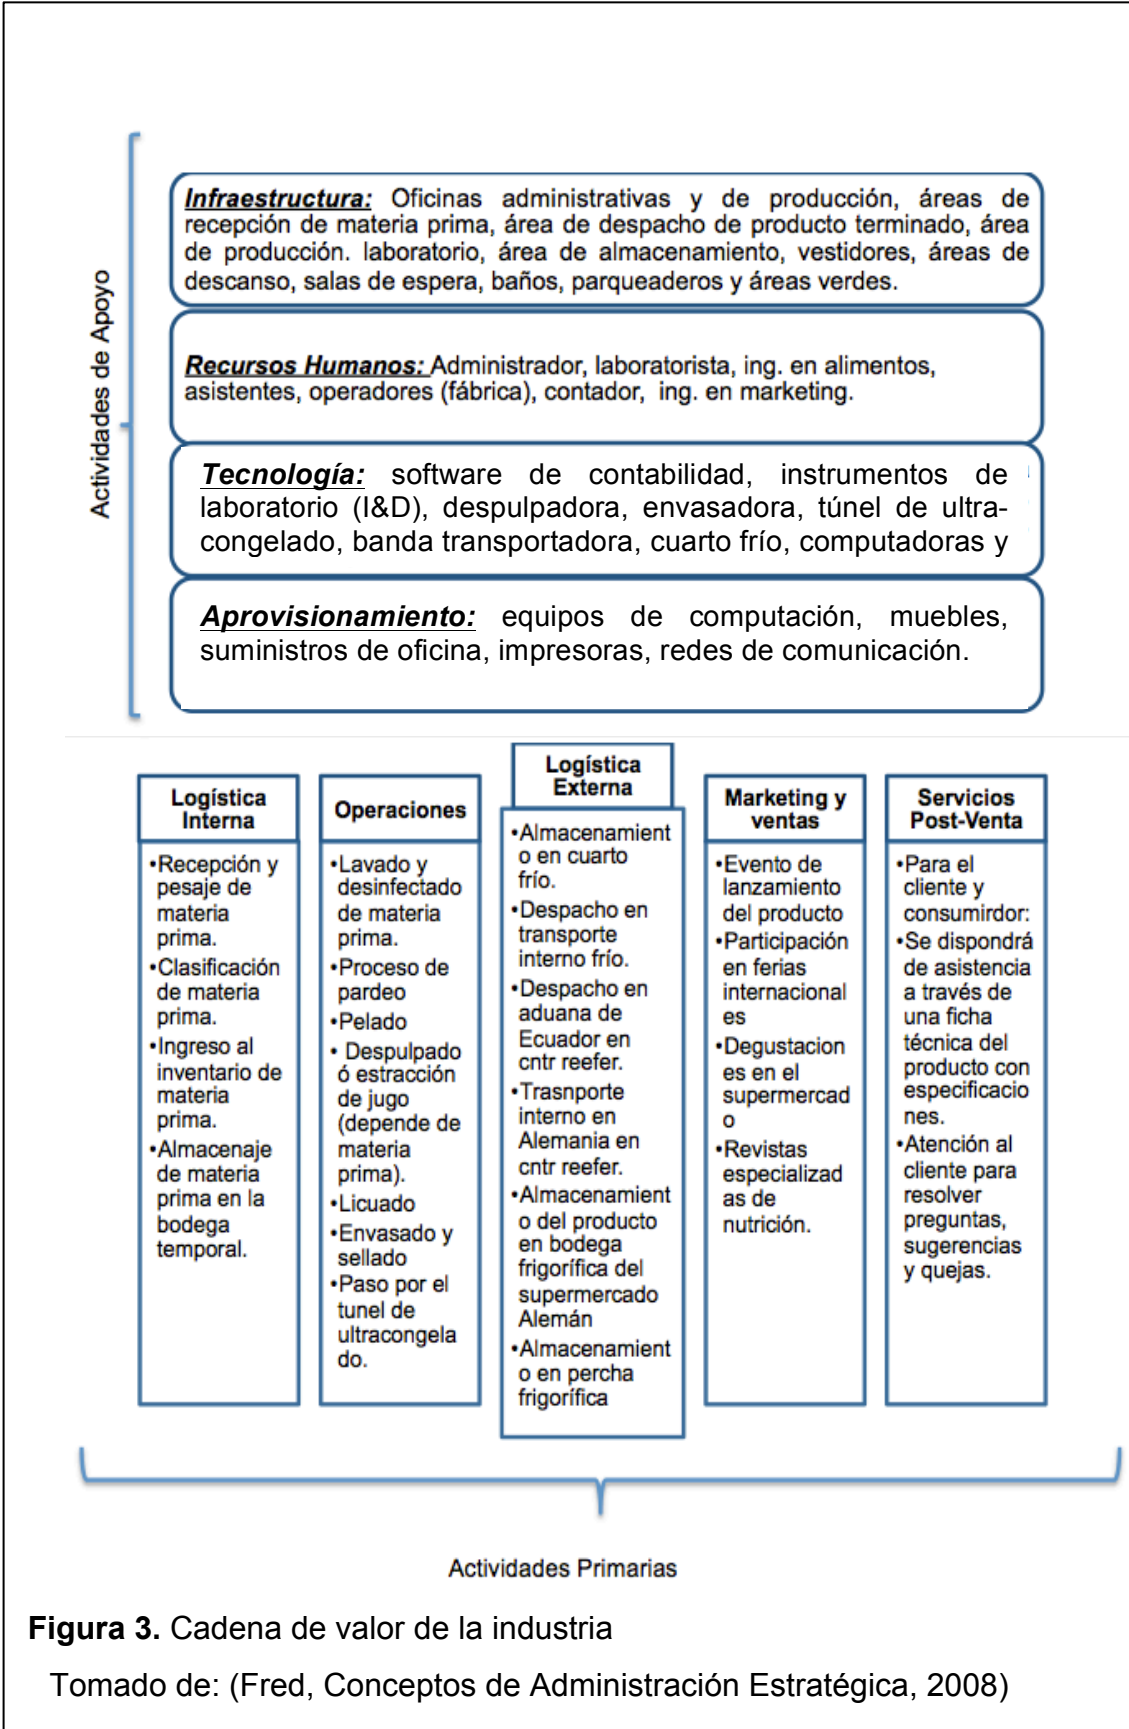 Actividades de Apoyo
Infraestructura: Oficinas administrativas y de producción, áreas de
recepción de materia prima, área de despacho de producto terminado, área
de producción. laboratorio, área de almacenamiento, vestidores, áreas de
descanso, salas de espera, baños, parqueaderos y áreas verdes.
Recursos Humanos: Administrador, laboratorista, ing. en alimentos,
asistentes, operadores (fábrica), contador, ing. en marketing.
Tecnología: software de contabilidad, instrumentos de
laboratorio (I&D), despulpadora, envasadora, túnel de ultra-
congelado, banda transportadora, cuarto frío, computadoras y
Aprovisionamiento: equipos de computación, muebles,
suministros de oficina, impresoras, redes de comunicación.
Logística
Interna
•Recepción y
pesaje de
materia
prima.
•Clasificación
de materia
prima.
•Ingreso al
inventario de
materia
prima.
•Almacenaje
de materia
prima en la
bodega
temporal.
Operaciones
•Lavado y
desinfectado
de materia
prima.
•Proceso de
pardeo
•Pelado
• Despulpado
ó estracción
de jugo
(depende de
materia
prima).
•Licuado
•Envasado y
sellado
•Paso por el
tunel de
ultracongela
do.
Logística
Externa
•Almacenamient
o en cuarto
frío.
•Despacho en
transporte
interno frío.
•Despacho en
aduana de
Ecuador en
cntr reefer.
•Trasnporte
interno en
Alemania en
cntr reefer.
•Almacenamient
o del producto
en bodega
frigorífica del
supermercado
Alemán
•Almacenamient
o en percha
frigorífica
Marketing y
ventas
•Evento de
lanzamiento
del producto
•Participación
en ferias
internacional
es
•Degustacion
es en el
supermercad
o
•Revistas
especializad
as de
nutrición.
Servicios
Post-Venta
•Para el
cliente y
consumirdor:
•Se dispondrá
de asistencia
a través de
una ficha
técnica del
producto con
especificacio
nes.
•Atención al
cliente para
resolver
preguntas,
sugerencias
y quejas.
Actividades Primarias
Figura 3. Cadena de valor de la industria
Tomado de: (Fred, Conceptos de Administración Estratégica, 2008)